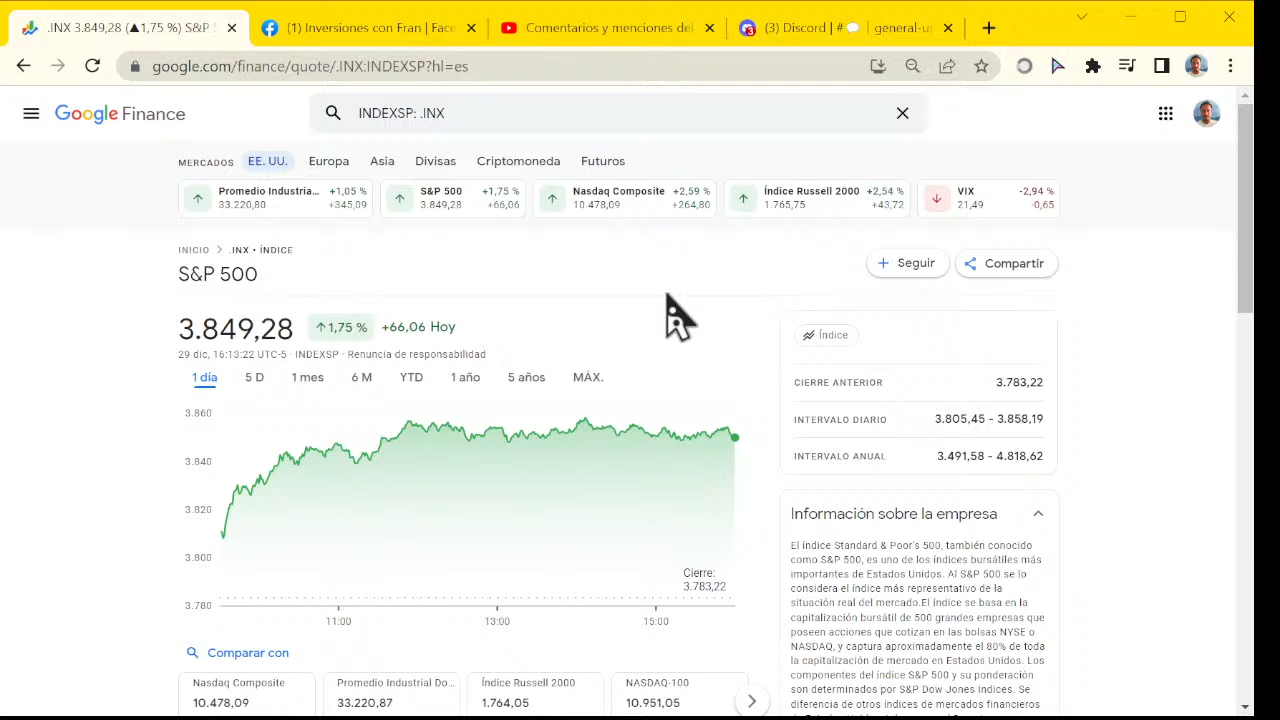 .INX 3.849,28 (▲1,75 %) S&P
(1) Inversiones con Fran | Face
Comentarios y menciones del
(3) Discord | # | general-u
google.com/finance/quote/.INX:INDEXSP?hl=es
Google Finance
INDEXSP: .INX
MERCADOS EE. UU. Europa Asia Divisas Criptomoneda Futuros
Promedio Industria... +1,05 %
33.220,80 +345,09
S&P 500 +1,75 %
3.849,28 +66,06
Nasdaq Composite +2,59 %
10.478,09 +264,80
Índice Russell 2000 +2,54 %
1.765,75 +43,72
VIX -2,94 %
21,49 -0,65
INICIO > .INX • ÍNDICE
S&P 500
+ Seguir
Compartir
3.849,28 ↑1,75 % +66,06 Hoy
29 dic, 16:13:22 UTC-5 · INDEXSP · Renuncia de responsabilidad
1 día 5 D 1 mes 6 M YTD 1 año 5 años MÁX.
3.860
3.840
3.820
3.800
3.780
Cierre:
3.783,22
11:00 13:00 15:00
Comparar con
Nasdaq Composite
10.478,09
Promedio Industrial Do...
33.220,87
Índice Russell 2000
1.764,05
NASDAQ-100
10.951,05
Índice
CIERRE ANTERIOR 3.783,22
INTERVALO DIARIO 3.805,45 - 3.858,19
INTERVALO ANUAL 3.491,58 - 4.818,62
Información sobre la empresa
El índice Standard & Poor's 500, también conocido
como S&P 500, es uno de los índices bursátiles más
importantes de Estados Unidos. Al S&P 500 se lo
considera el índice más representativo de la
situación real del mercado.El índice se basa en la
capitalización bursátil de 500 grandes empresas que
poseen acciones que cotizan en las bolsas NYSE o
NASDAQ, y captura aproximadamente el 80% de toda
la capitalización de mercado en Estados Unidos. Los
componentes del índice S&P 500 y su ponderación
son determinados por S&P Dow Jones Indices. Se
diferencia de otros índices de mercados financieros